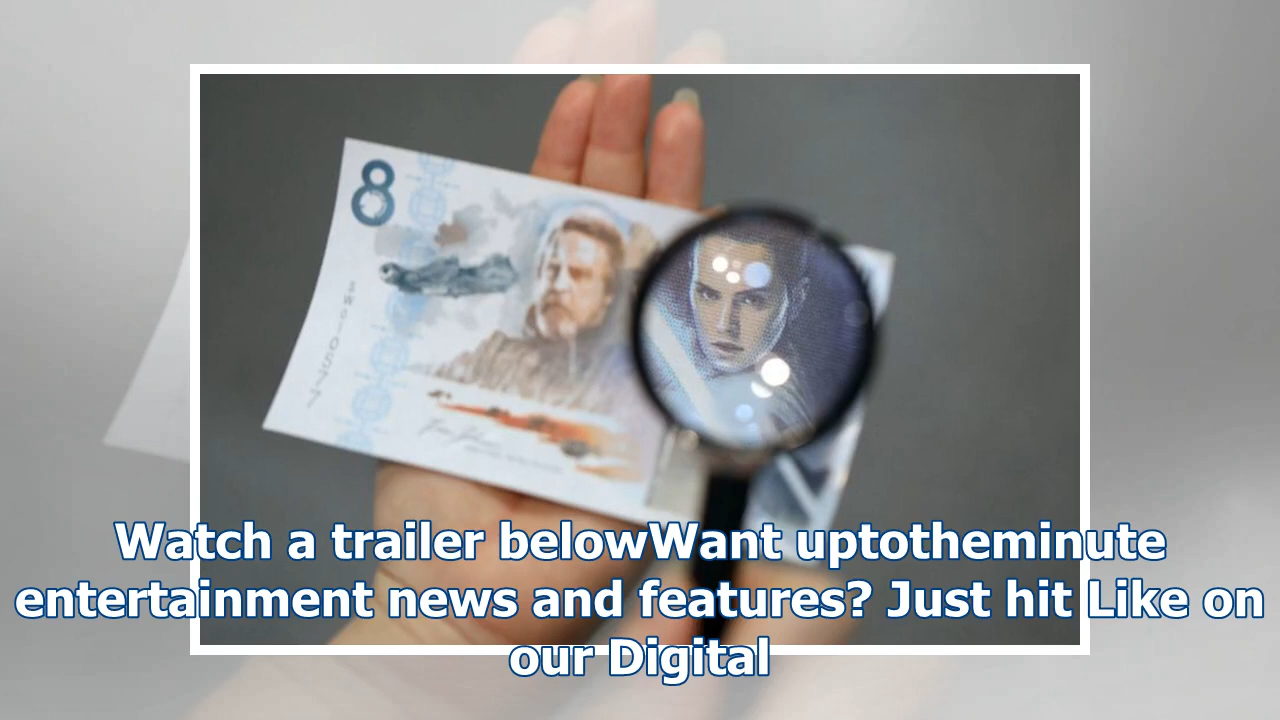 8
Watch a trailer belowWant uptotheminute
entertainment news and features? Just hit Like on
our Digital